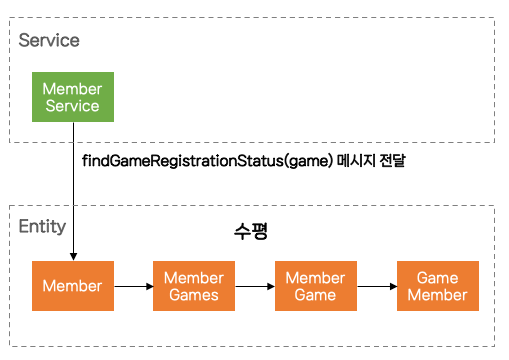 Service
Member
Service
findGameRegistrationStatus(game) 메시지 전달
Entity
수평
Member
Member
Games
Member
Game
Game
Member